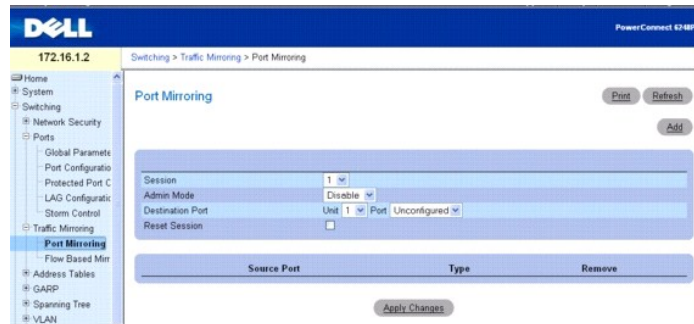 DELL
PowerConnect 6248P
172.16.1.2
Switching > Traffic Mirroring > Port Mirroring
Home
System
Switching
Network Security
Ports
Global Paramete
Port Configuratio
Protected Port C
LAG Configuratic
Storm Control
Traffic Mirroring
Port Mirroring
Flow Based Mirr
Address Tables
GARP
Spanning Tree
VLAN
Port Mirroring
Print Refresh
Add
Session 1
Admin Mode Disable
Destination Port Unit 1 Port Unconfigured
Reset Session
Source Port Type Remove
Apply Changes